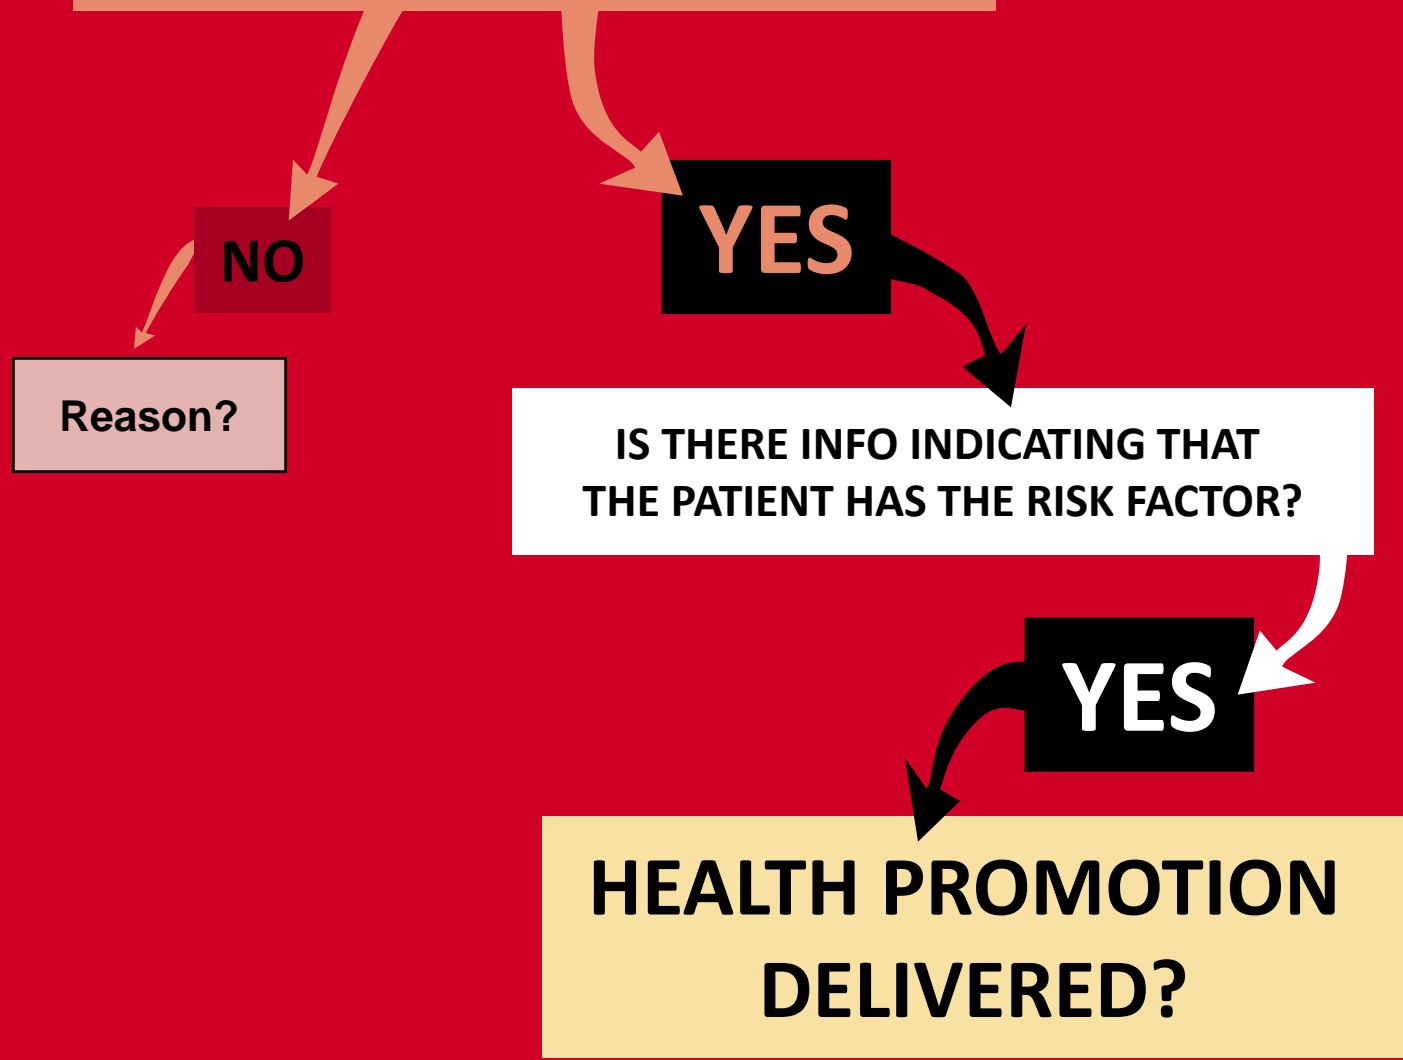 NO
YES
Reason?
IS THERE INFO INDICATING THAT
THE PATIENT HAS THE RISK FACTOR?
YES
HEALTH PROMOTION
DELIVERED?